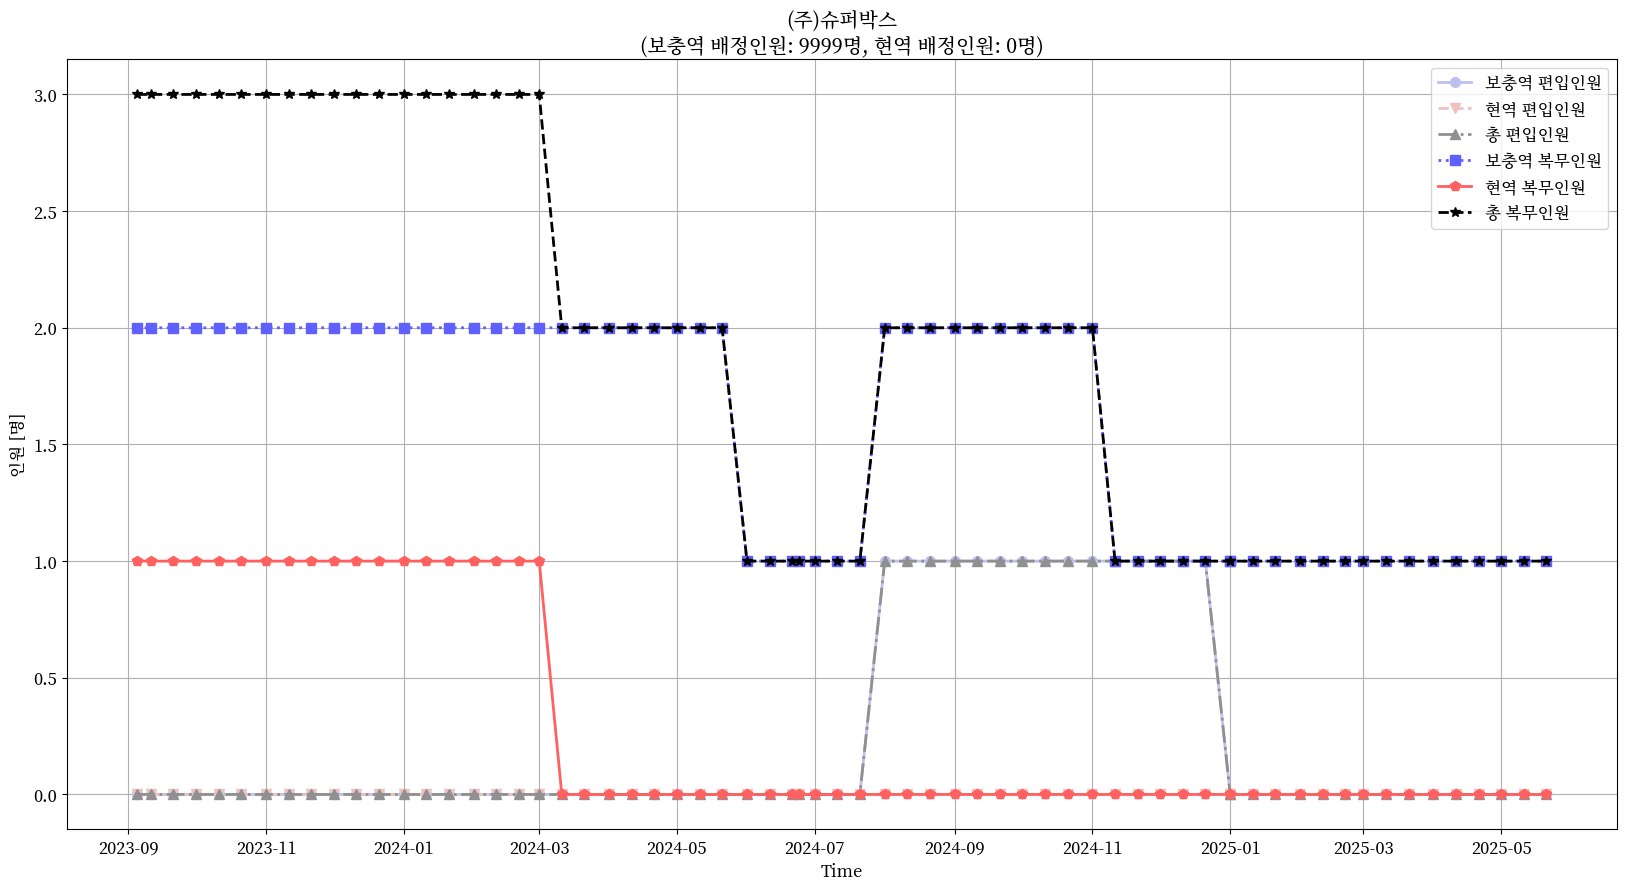 (주)슈퍼박스
(보충역 배정인원: 9999명, 현역 배정인원: 0명)
보충역 편입인원
현역 편입인원
총 편입인원
보충역 복무인원
현역 복무인원
총 복무인원
인원 [명]
3.0
2.5
2.0
1.5
1.0
0.5
0.0
2023-09
2023-11
2024-01
2024-03
2024-05
2024-07
2024-09
2024-11
2025-01
2025-03
2025-05
Time